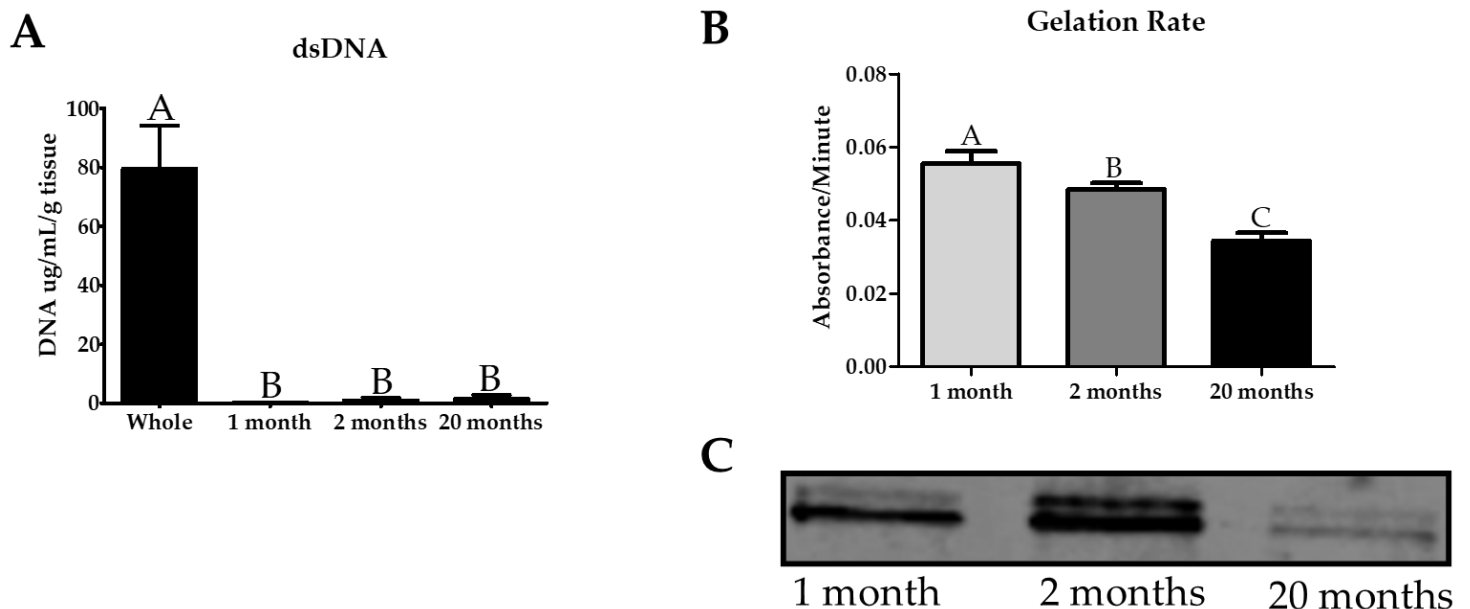 A
dsDNA
DNA ug/mL/g tissue
100
80
60
40
20
0
A
B
B
B
Whole
1 month
2 months
20 months
B
Gelation Rate
Absorbance/Minute
0.08
0.06
0.04
0.02
0.00
A
B
C
1 month
2 months
20 months
C
1 month
2 months
20 months